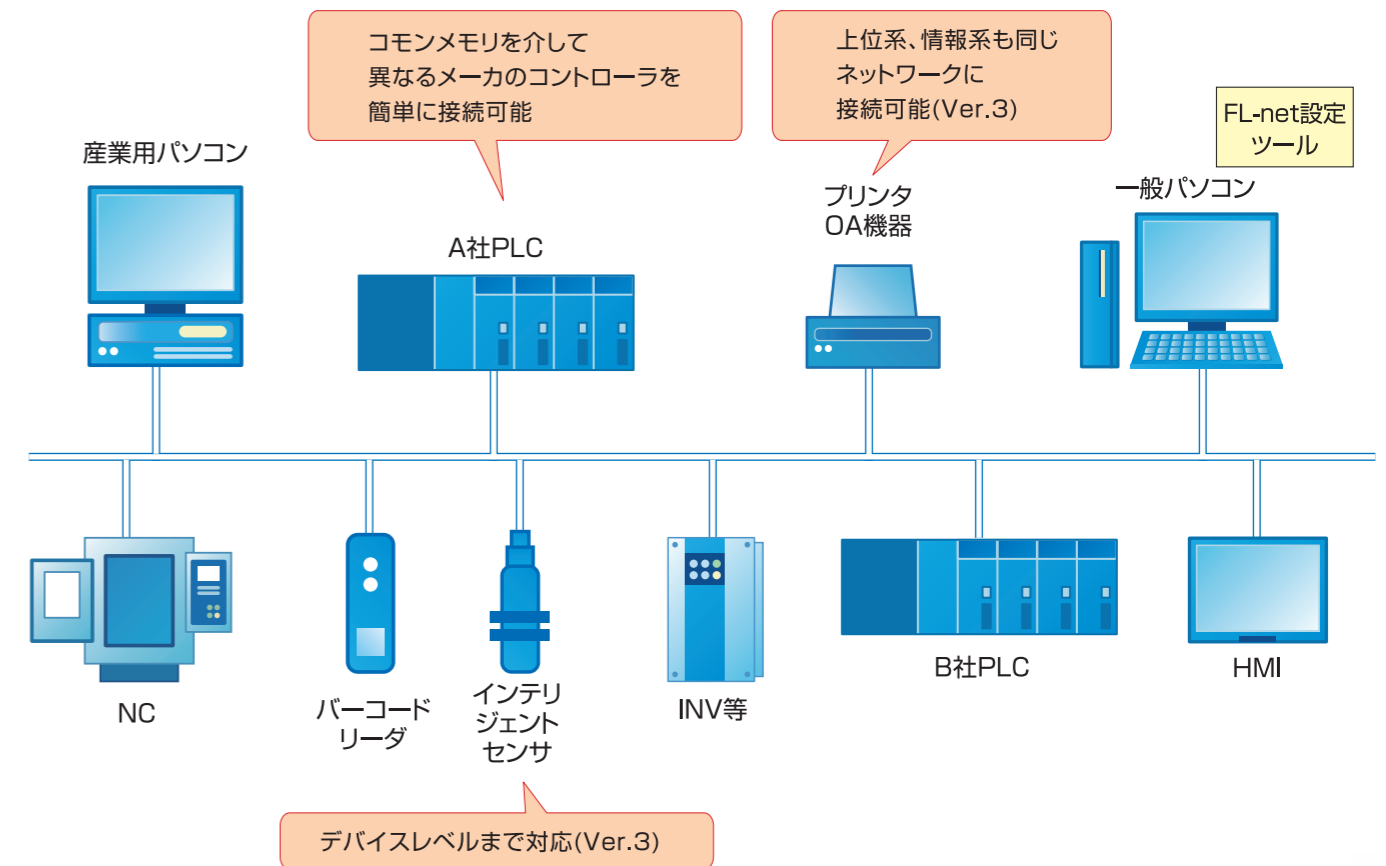 コモンメモリを介して
異なるメーカのコントローラを
簡単に接続可能
上位系、情報系も同じ
ネットワークに
接続可能(Ver.3)
FL-net設定
ツール
産業用パソコン
A社PLC
プリンタ
OA機器
一般パソコン
NC
バーコード
リーダ
インテリ
ジェント
センサ
INV等
B社PLC
HMI
デバイスレベルまで対応(Ver.3)